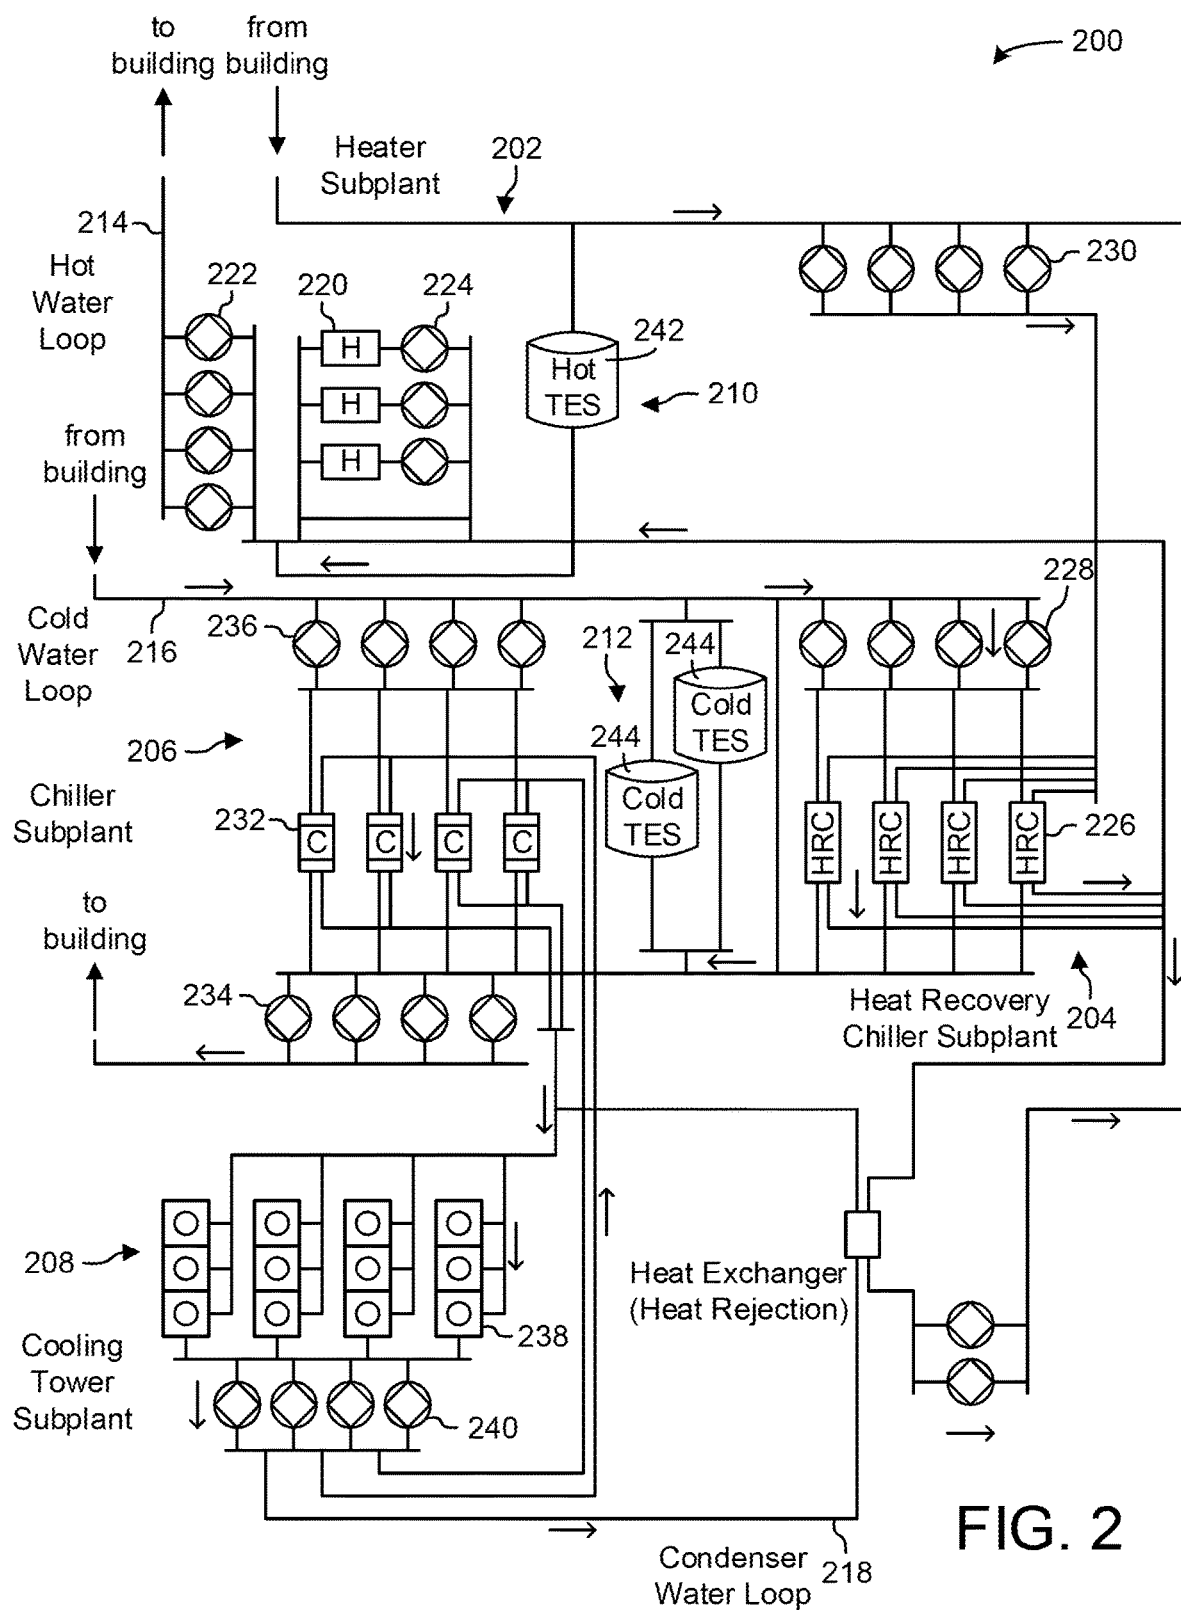 to
building
from
building
200
Heater
Subplant
202
214
Hot
Water
Loop
222
220
224
230
H
H
H
242
Hot
TES
210
from
building
228
Cold
Water
Loop
216
236
212
244
Cold
TES
244
Cold
TES
206
Chiller
Subplant
232
C
C
C
C
HRC
HRC
HRC
HRC
226
to
building
234
Heat Recovery
Chiller Subplant
204
208
Heat Exchanger
(Heat Rejection)
238
Cooling
Tower
Subplant
240
FIG. 2
Condenser
Water Loop
218